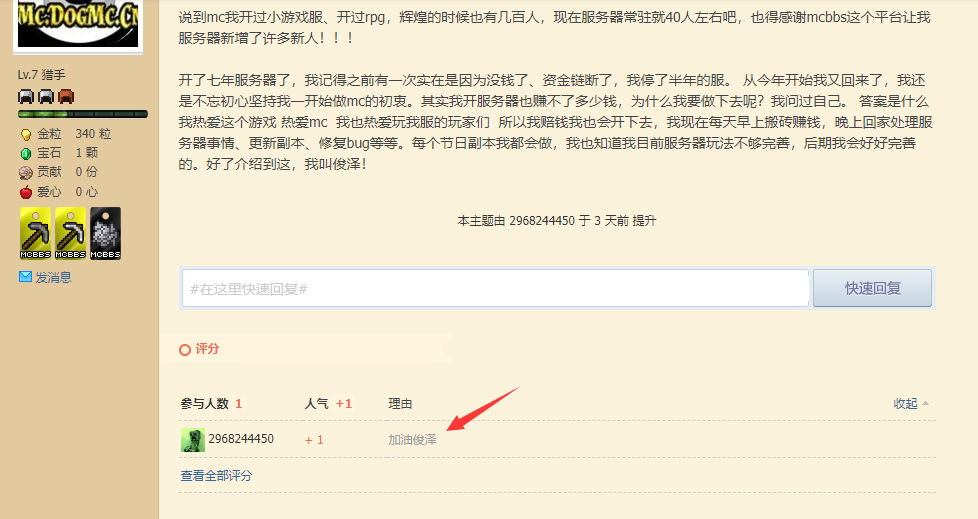 MC.DOGMC.CN
Lv.7 猎手
金粒 340 粒
宝石 1 颗
贡献 0 份
爱心 0 心
MCBBS MCBBS MCBBS
发消息
说到mc我开过小游戏服、开过rpg，辉煌的时候也有几百人，现在服务器常驻就40人左右吧，也得感谢mcbbs这个平台让我
服务器新增了许多新人！！！
开了七年服务器了，我记得之前有一次实在是因为没钱了、资金链断了，我停了半年的服。 从今年开始我又回来了，我还
是不忘初心坚持我一开始做mc的初衷。其实我开服务器也赚不了多少钱，为什么我要做下去呢？我问过自己。 答案是什么
我热爱这个游戏 热爱mc  我也热爱玩我服的玩家们  所以我赔钱我也会开下去，我现在每天早上搬砖赚钱，晚上回家处理服
务器事情、更新副本、修复bug等等。每个节日副本我都会做，我也知道我目前服务器玩法不够完善，后期我会好好完善
的。好了介绍到这，我叫俊泽！
本主题由 2968244450 于 3 天前 提升
#在这里快速回复# 快速回复
评分
参与人数 1 人气 +1 理由 收起
2968244450 + 1 加油俊泽
查看全部评分